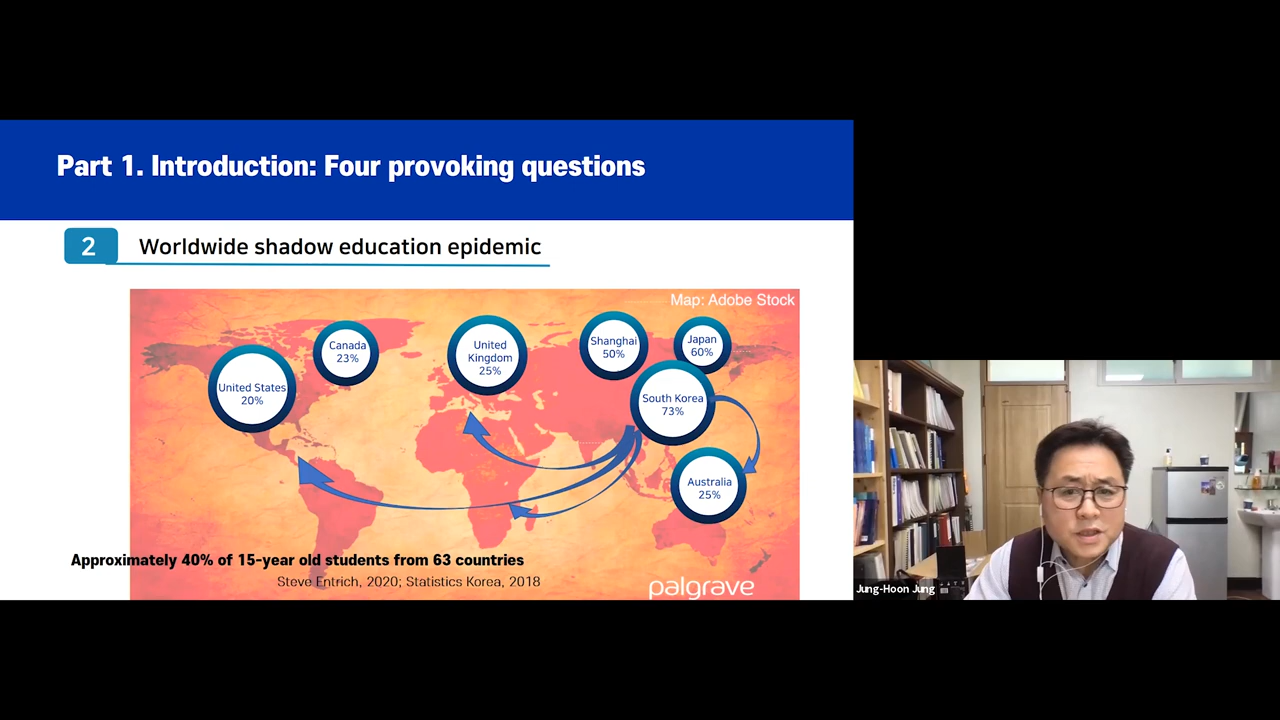 Part 1. Introduction: Four provoking questions
2
Worldwide shadow education epidemic
Map: Adobe Stock
Canada
23%
United
Kingdom
25%
Shanghai
50%
Japan
60%
United States
20%
South Korea
73%
Australia
25%
Approximately 40% of 15-year old students from 63 countries
Steve Entrich, 2020; Statistics Korea, 2018
palgrave
Jung-Hoon Jung